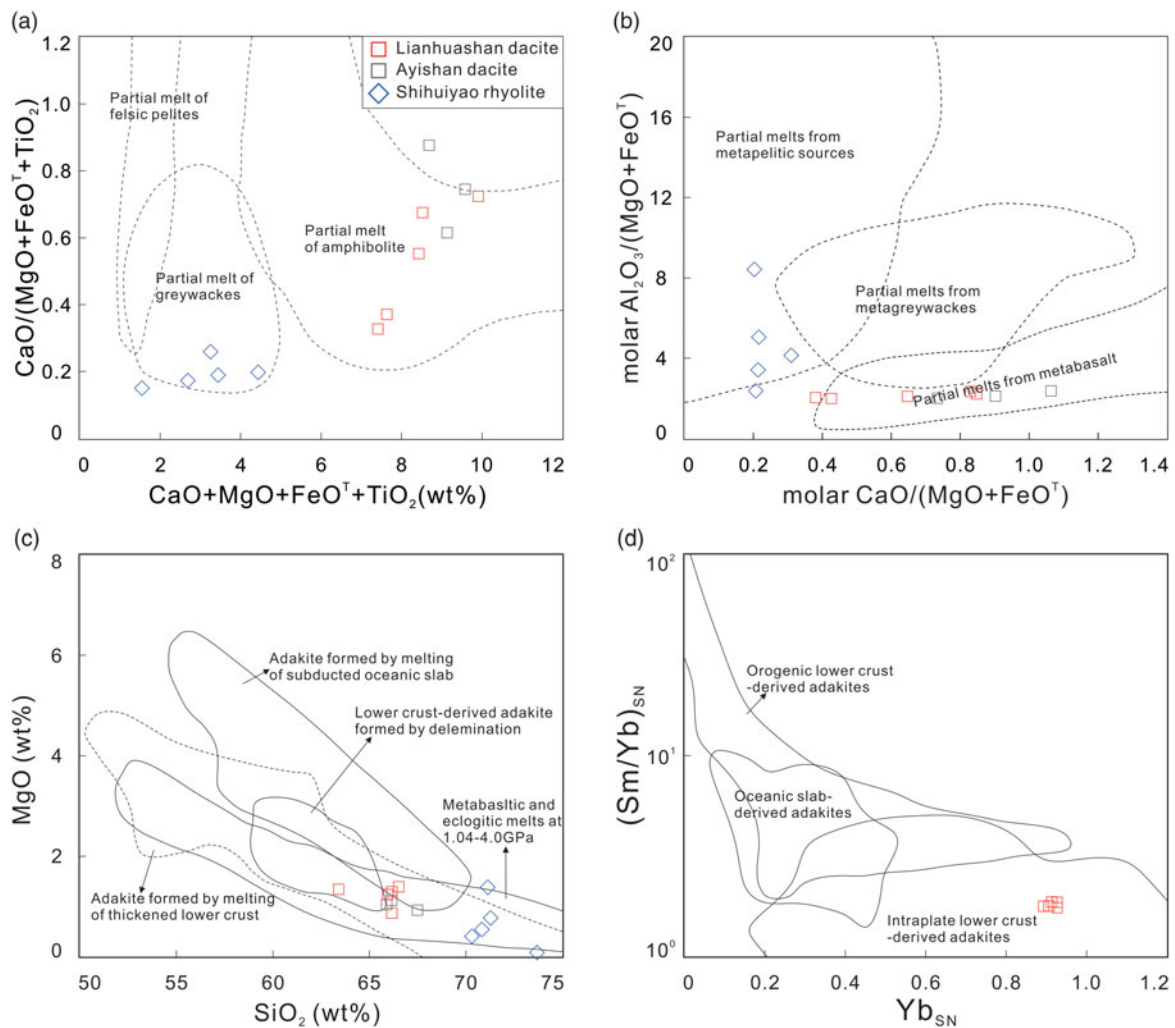 (a)
1.2
1.0
0.8
0.6
0.4
0.2
0
CaO/(MgO+FeOᵀ+TiO₂)
Partial melt of
felsic pelites
Lianhuashan dacite
Ayishan dacite
Shihuiyao rhyolite
Partial melt
of amphibolite
Partial melt of
greywackes
0 2 4 6 8 10 12
CaO+MgO+FeOᵀ+TiO₂(wt%)
(b)
20
16
12
8
4
0
molar Al₂O₃/(MgO+FeOᵀ)
Partial melts from
metapelitic sources
Partial melts from
metagreywackes
Partial melts from metabasalt
0 0.2 0.4 0.6 0.8 1.0 1.2 1.4
molar CaO/(MgO+FeOᵀ)
(c)
8
6
4
2
0
MgO (wt%)
Adakite formed by melting
of subducted oceanic slab
Lower crust-derived adakite
formed by delemination
Metabasltic and
eclogitic melts at
1.04-4.0GPa
Adakite formed by melting
of thickened lower crust
50 55 60 65 70 75
SiO₂ (wt%)
(d)
10²
10¹
10⁰
(Sm/Yb)SN
Orogenic lower crust
-derived adakites
Oceanic slab-
derived adakites
Intraplate lower crust
-derived adakites
0 0.2 0.4 0.6 0.8 1.0 1.2
YbSN